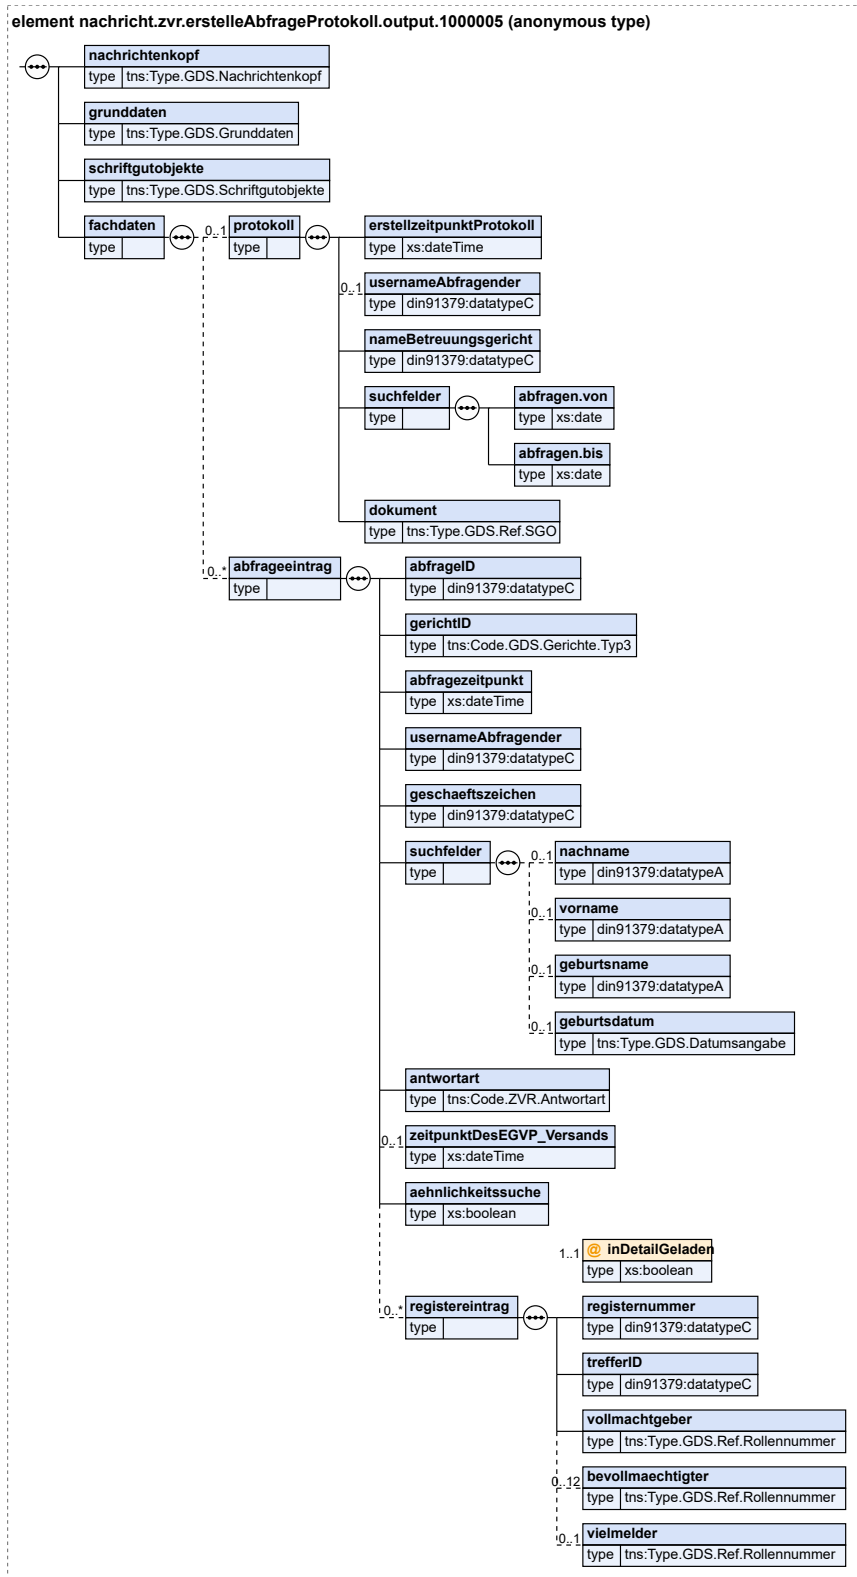 element nachricht.zvr.erstelleAbfrageProtokoll.output.1000005 (anonymous type)
nachrichtenkopf
type tns:Type.GDS.Nachrichtenkopf
grunddaten
type tns:Type.GDS.Grunddaten
schriftgutobjekte
type tns:Type.GDS.Schriftgutobjekte
fachdaten
type
0..1
protokoll
type
erstellzeitpunktProtokoll
type xs:dateTime
0..1
usernameAbfragender
type din91379:datatypeC
nameBetreuungsgericht
type din91379:datatypeC
suchfelder
type
abfragen.von
type xs:date
abfragen.bis
type xs:date
dokument
type tns:Type.GDS.Ref.SGO
0..*
abfrageeintrag
type
abfrageID
type din91379:datatypeC
gerichtID
type tns:Code.GDS.Gerichte.Typ3
abfragezeitpunkt
type xs:dateTime
usernameAbfragender
type din91379:datatypeC
geschaeftszeichen
type din91379:datatypeC
suchfelder
type
0..1
nachname
type din91379:datatypeA
0..1
vorname
type din91379:datatypeA
0..1
geburtsname
type din91379:datatypeA
0..1
geburtsdatum
type tns:Type.GDS.Datumsangabe
antwortart
type tns:Code.ZVR.Antwortart
0..1
zeitpunktDesEGVP_Versands
type xs:dateTime
aehnlichkeitssuche
type xs:boolean
1..1
@ inDetailGeladen
type xs:boolean
0..*
registereintrag
type
registernummer
type din91379:datatypeC
trefferID
type din91379:datatypeC
vollmachtgeber
type tns:Type.GDS.Ref.Rollennummer
0..12
bevollmaechtigter
type tns:Type.GDS.Ref.Rollennummer
0..1
vielmelder
type tns:Type.GDS.Ref.Rollennummer